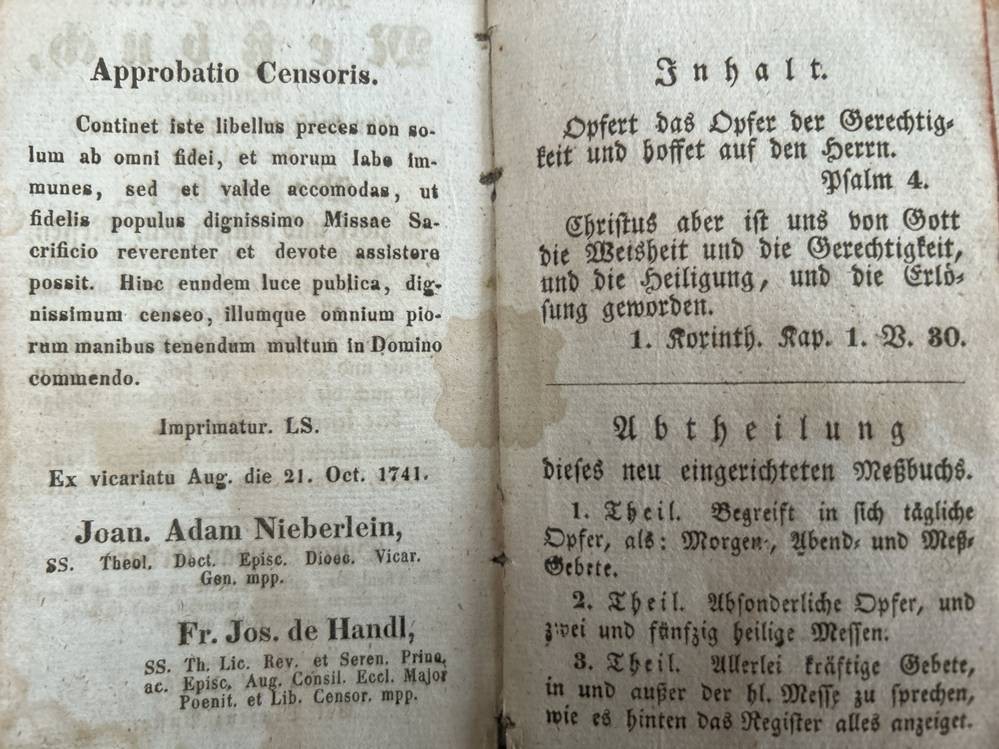 Approbatio Censoris.
Continet iste libellus preces non so-
lum ab omni fidei, et morum labe im-
munes, sed et valde accomodas, ut
fidelis populus dignissimo Missae Sa-
crificio reverenter et devote assistere
possit. Hinc eundem luce publica, dig-
nissimum censeo, illumque omnium pio-
rum manibus tenendum multum in Domino
commendo.
Imprimatur. LS.
Ex vicariatu Aug. die 21. Oct. 1741.
Joan. Adam Nieberlein,
SS. Theol. Doct. Episc. Dioec. Vicar.
Gen. mpp.
Fr. Jos. de Handl,
SS. Th. Lic. Rev. et Seren. Princ.
ac. Episc. Aug. Consil. Eccl. Major
Poenit. et Lib. Censor. mpp.
Inhalt.
Opfert das Opfer der Gerechtig-
keit und hoffet auf den Herrn.
Psalm 4.
Christus aber ist uns von Gott
die Weisheit und die Gerechtigkeit,
und die Heiligung, und die Erlö-
sung geworden.
1. Korinth. Kap. 1. V. 30.
Abtheilung
dieses neu eingerichteten Meßbuchs.
1. Theil. Begreift in sich tägliche
Opfer, als: Morgen-, Abend- und Meß-
Gebete.
2. Theil. Absonderliche Opfer, und
zwei und fünfzig heilige Messen.
3. Theil. Allerlei kräftige Gebete,
in und außer der hl. Messe zu sprechen,
wie es hinten das Register alles anzeiget.